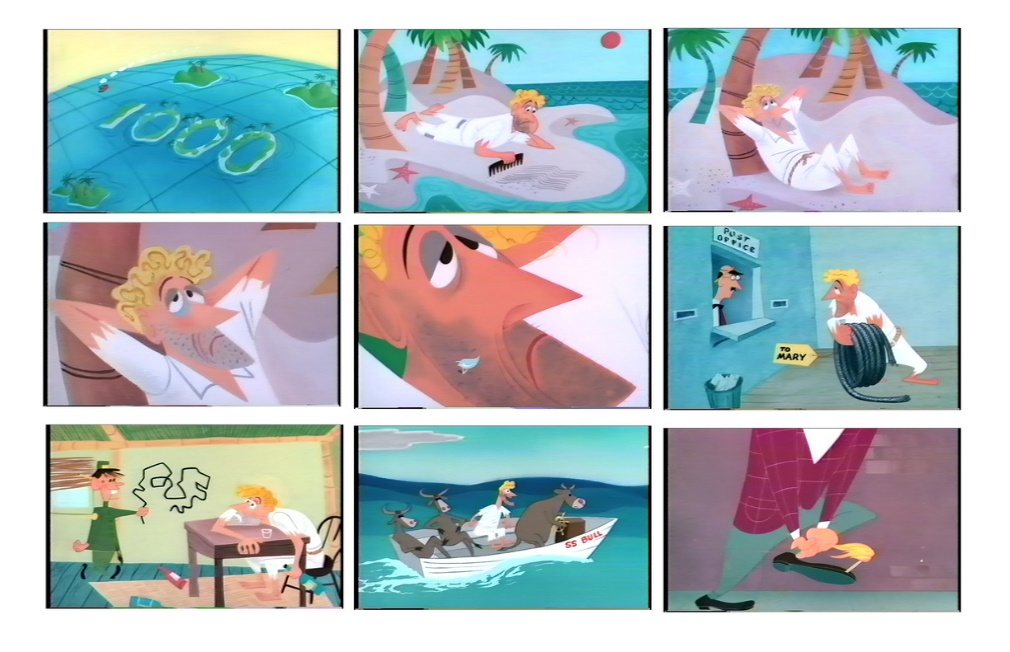 1000
POST
OFFICE
TO
MARY
SS BULL